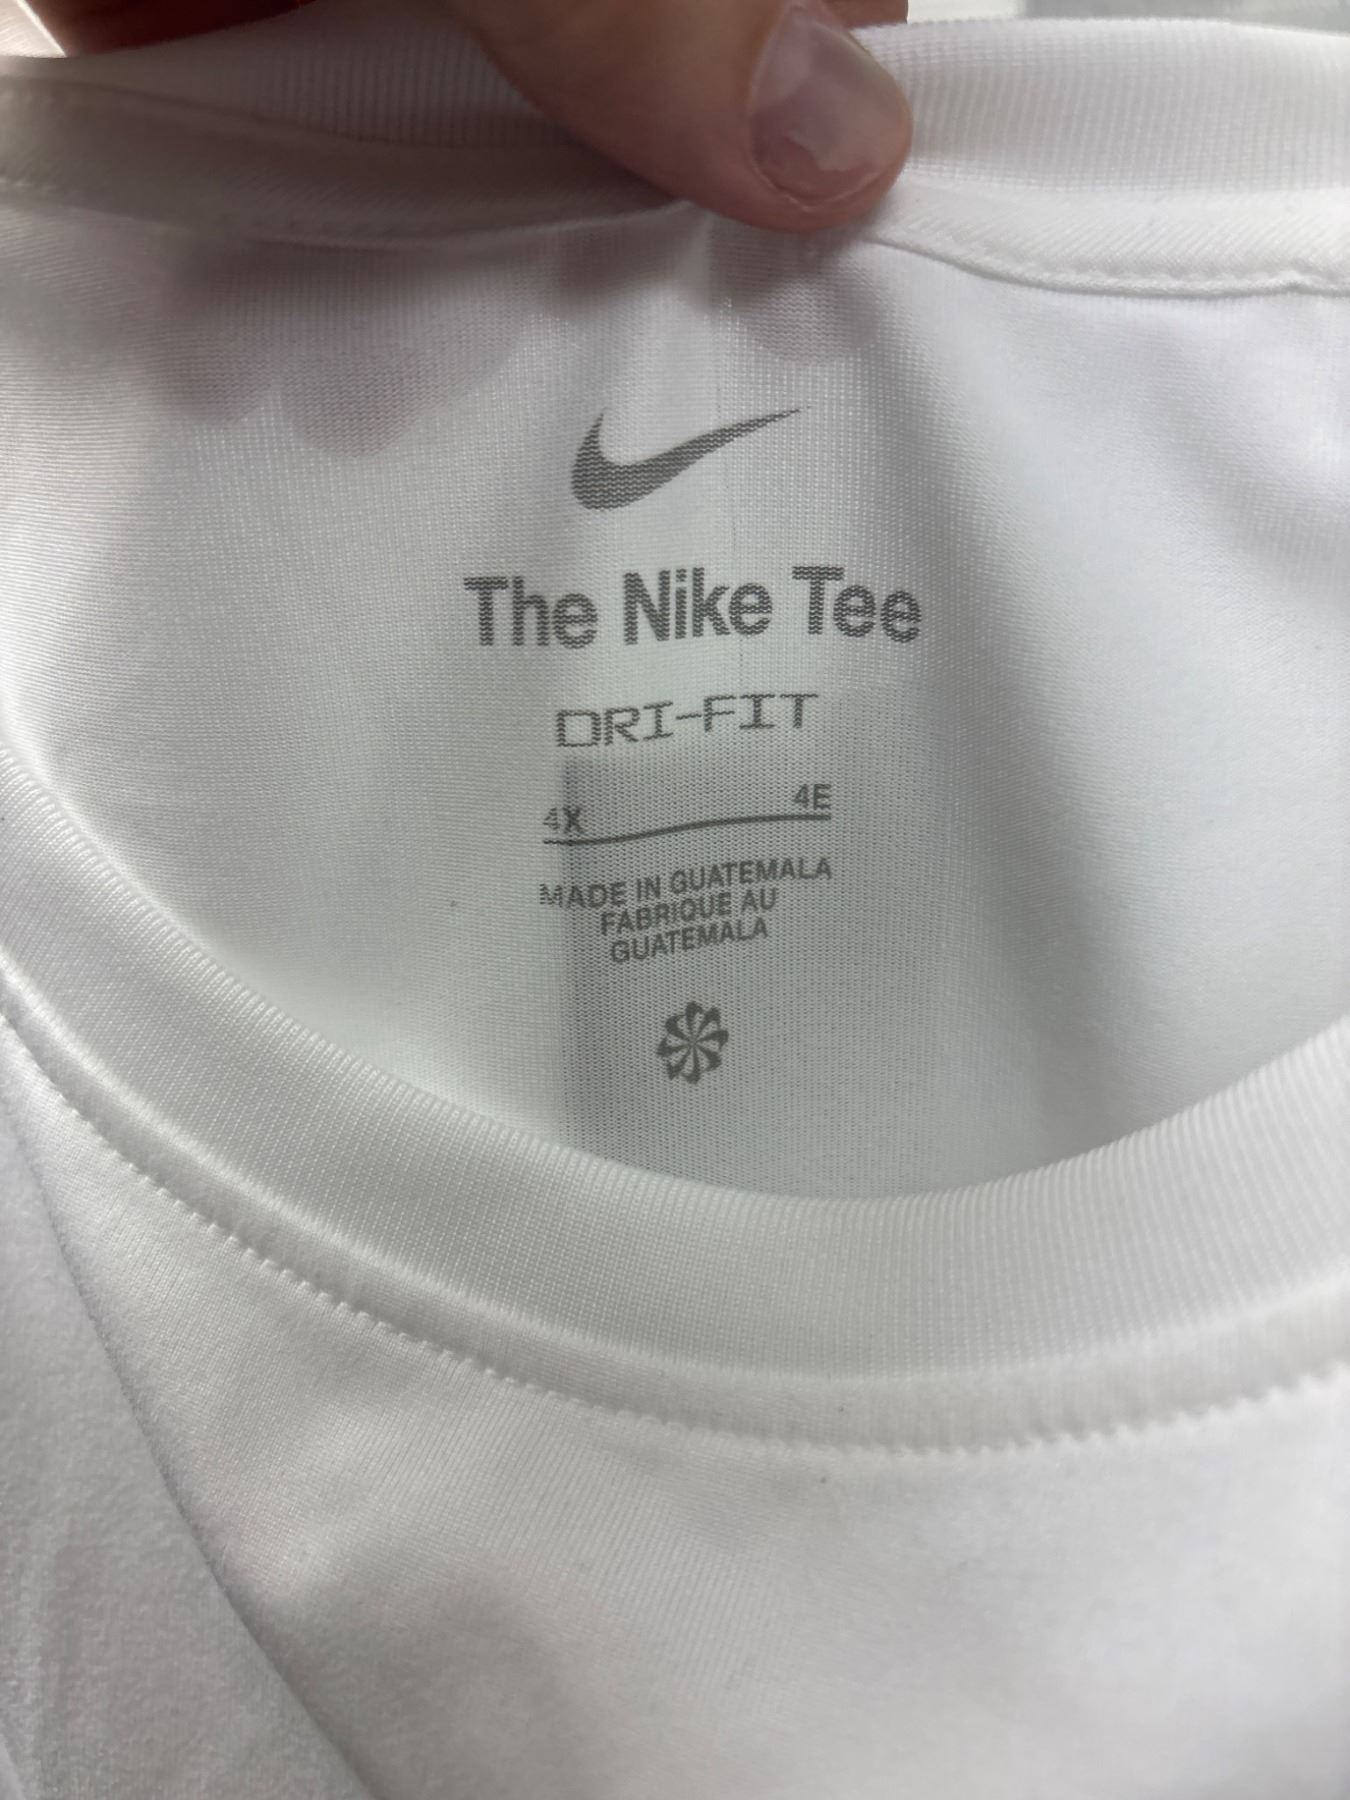 The Nike Tee
DRI-FIT
4X 4E
MADE IN GUATEMALA
FABRIQUE AU
GUATEMALA